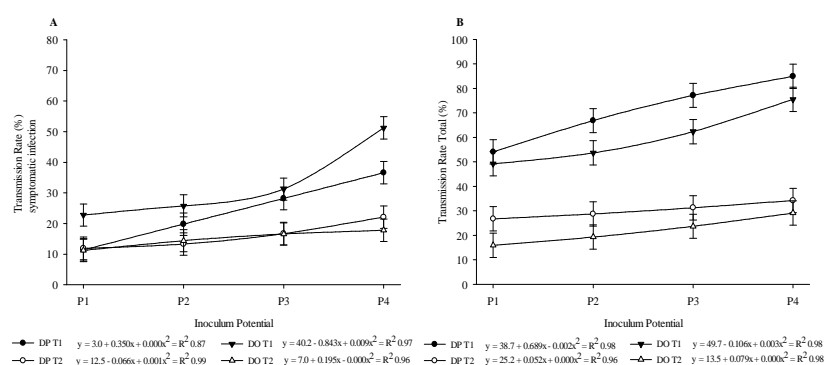 A
80
70
60
50
40
30
20
10
0
Transmission Rate (%)
symptomatic infection
P1 P2 P3 P4
Inoculum Potential
DP T1 y = 3.0 + 0.350x + 0.000x² = R² 0.87 DO T1 y = 40.2 - 0.843x + 0.009x² = R² 0.97
DP T2 y = 12.5 - 0.066x + 0.001x² = R² 0.99 DO T2 y = 7.0 + 0.195x - 0.000x² = R² 0.96
B
100
90
80
70
60
50
40
30
20
10
0
Transmission Rate Total (%)
P1 P2 P3 P4
Inoculum Potential
DP T1 y = 38.7 + 0.689x - 0.002x² = R² 0.98 DO T1 y = 49.7 - 0.106x + 0.003x² = R² 0.98
DP T2 y = 25.2 + 0.052x + 0.000x² = R² 0.96 DO T2 y = 13.5 + 0.079x + 0.000x² = R² 0.98